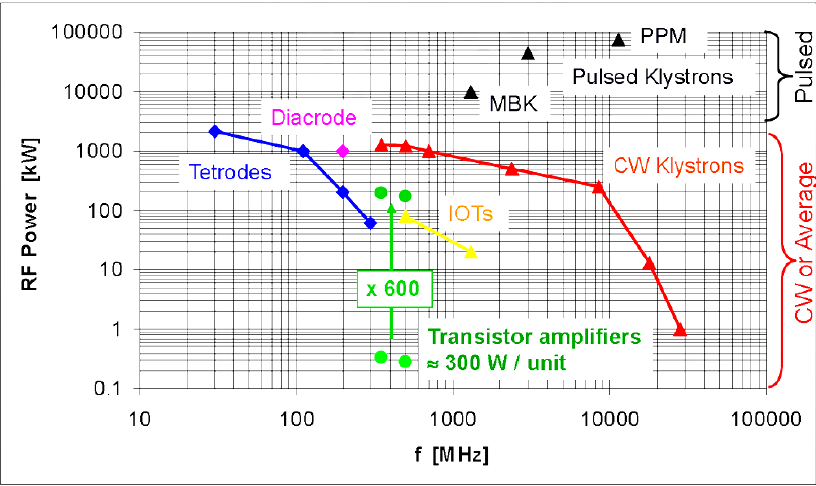 100000
10000
1000
100
10
1
0.1
RF Power [kW]
10
100
1000
10000
100000
f [MHz]
PPM
Pulsed Klystrons
MBK
Diacrode
Tetrodes
CW Klystrons
IOTs
x 600
Transistor amplifiers
≈ 300 W / unit
Pulsed
CW or Average